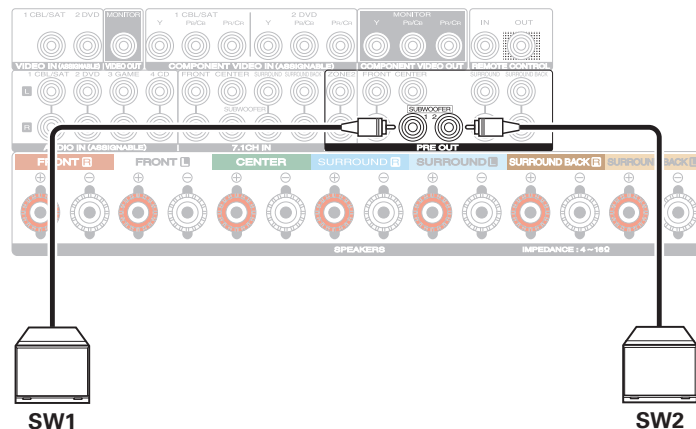 1 CBL/SAT 2 DVD MONITOR 1 CBL/SAT 2 DVD MONITOR
Y PB/CB PR/CR Y PB/CB PR/CR Y PB/CB PR/CR IN OUT
VIDEO IN (ASSIGNABLE) VIDEO OUT COMPONENT VIDEO IN (ASSIGNABLE) COMPONENT VIDEO OUT REMOTE CONTROL
1 CBL/SAT 2 DVD 3 GAME 4 CD FRONT CENTER SURROUND SURROUND BACK ZONE2 FRONT CENTER SURROUND SURROUND BACK
L
SUBWOOFER SUBWOOFER
1 2
R
AUDIO IN (ASSIGNABLE) 7.1CH IN PRE OUT
FRONT R FRONT L CENTER SURROUND R SURROUND L SURROUND BACK R SURROUND BACK L
SPEAKERS IMPEDANCE : 4 ~ 16Ω
SW1 SW2